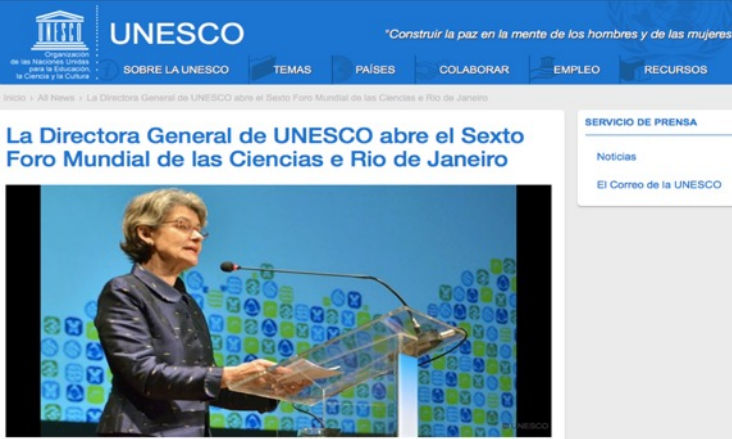 UNESCO
"Construir la paz en la mente de los hombres y de las mujeres
Organización
de las Naciones Unidas
para la Educación,
la Ciencia y la Cultura
SOBRE LA UNESCO TEMAS PAÍSES COLABORAR EMPLEO RECURSOS
Inicio › All News › La Directora General de UNESCO abre el Sexto Foro Mundial de las Ciencias e Rio de Janeiro
La Directora General de UNESCO abre el Sexto
Foro Mundial de las Ciencias e Rio de Janeiro
SERVICIO DE PRENSA
Noticias
El Correo de la UNESCO
© UNESCO